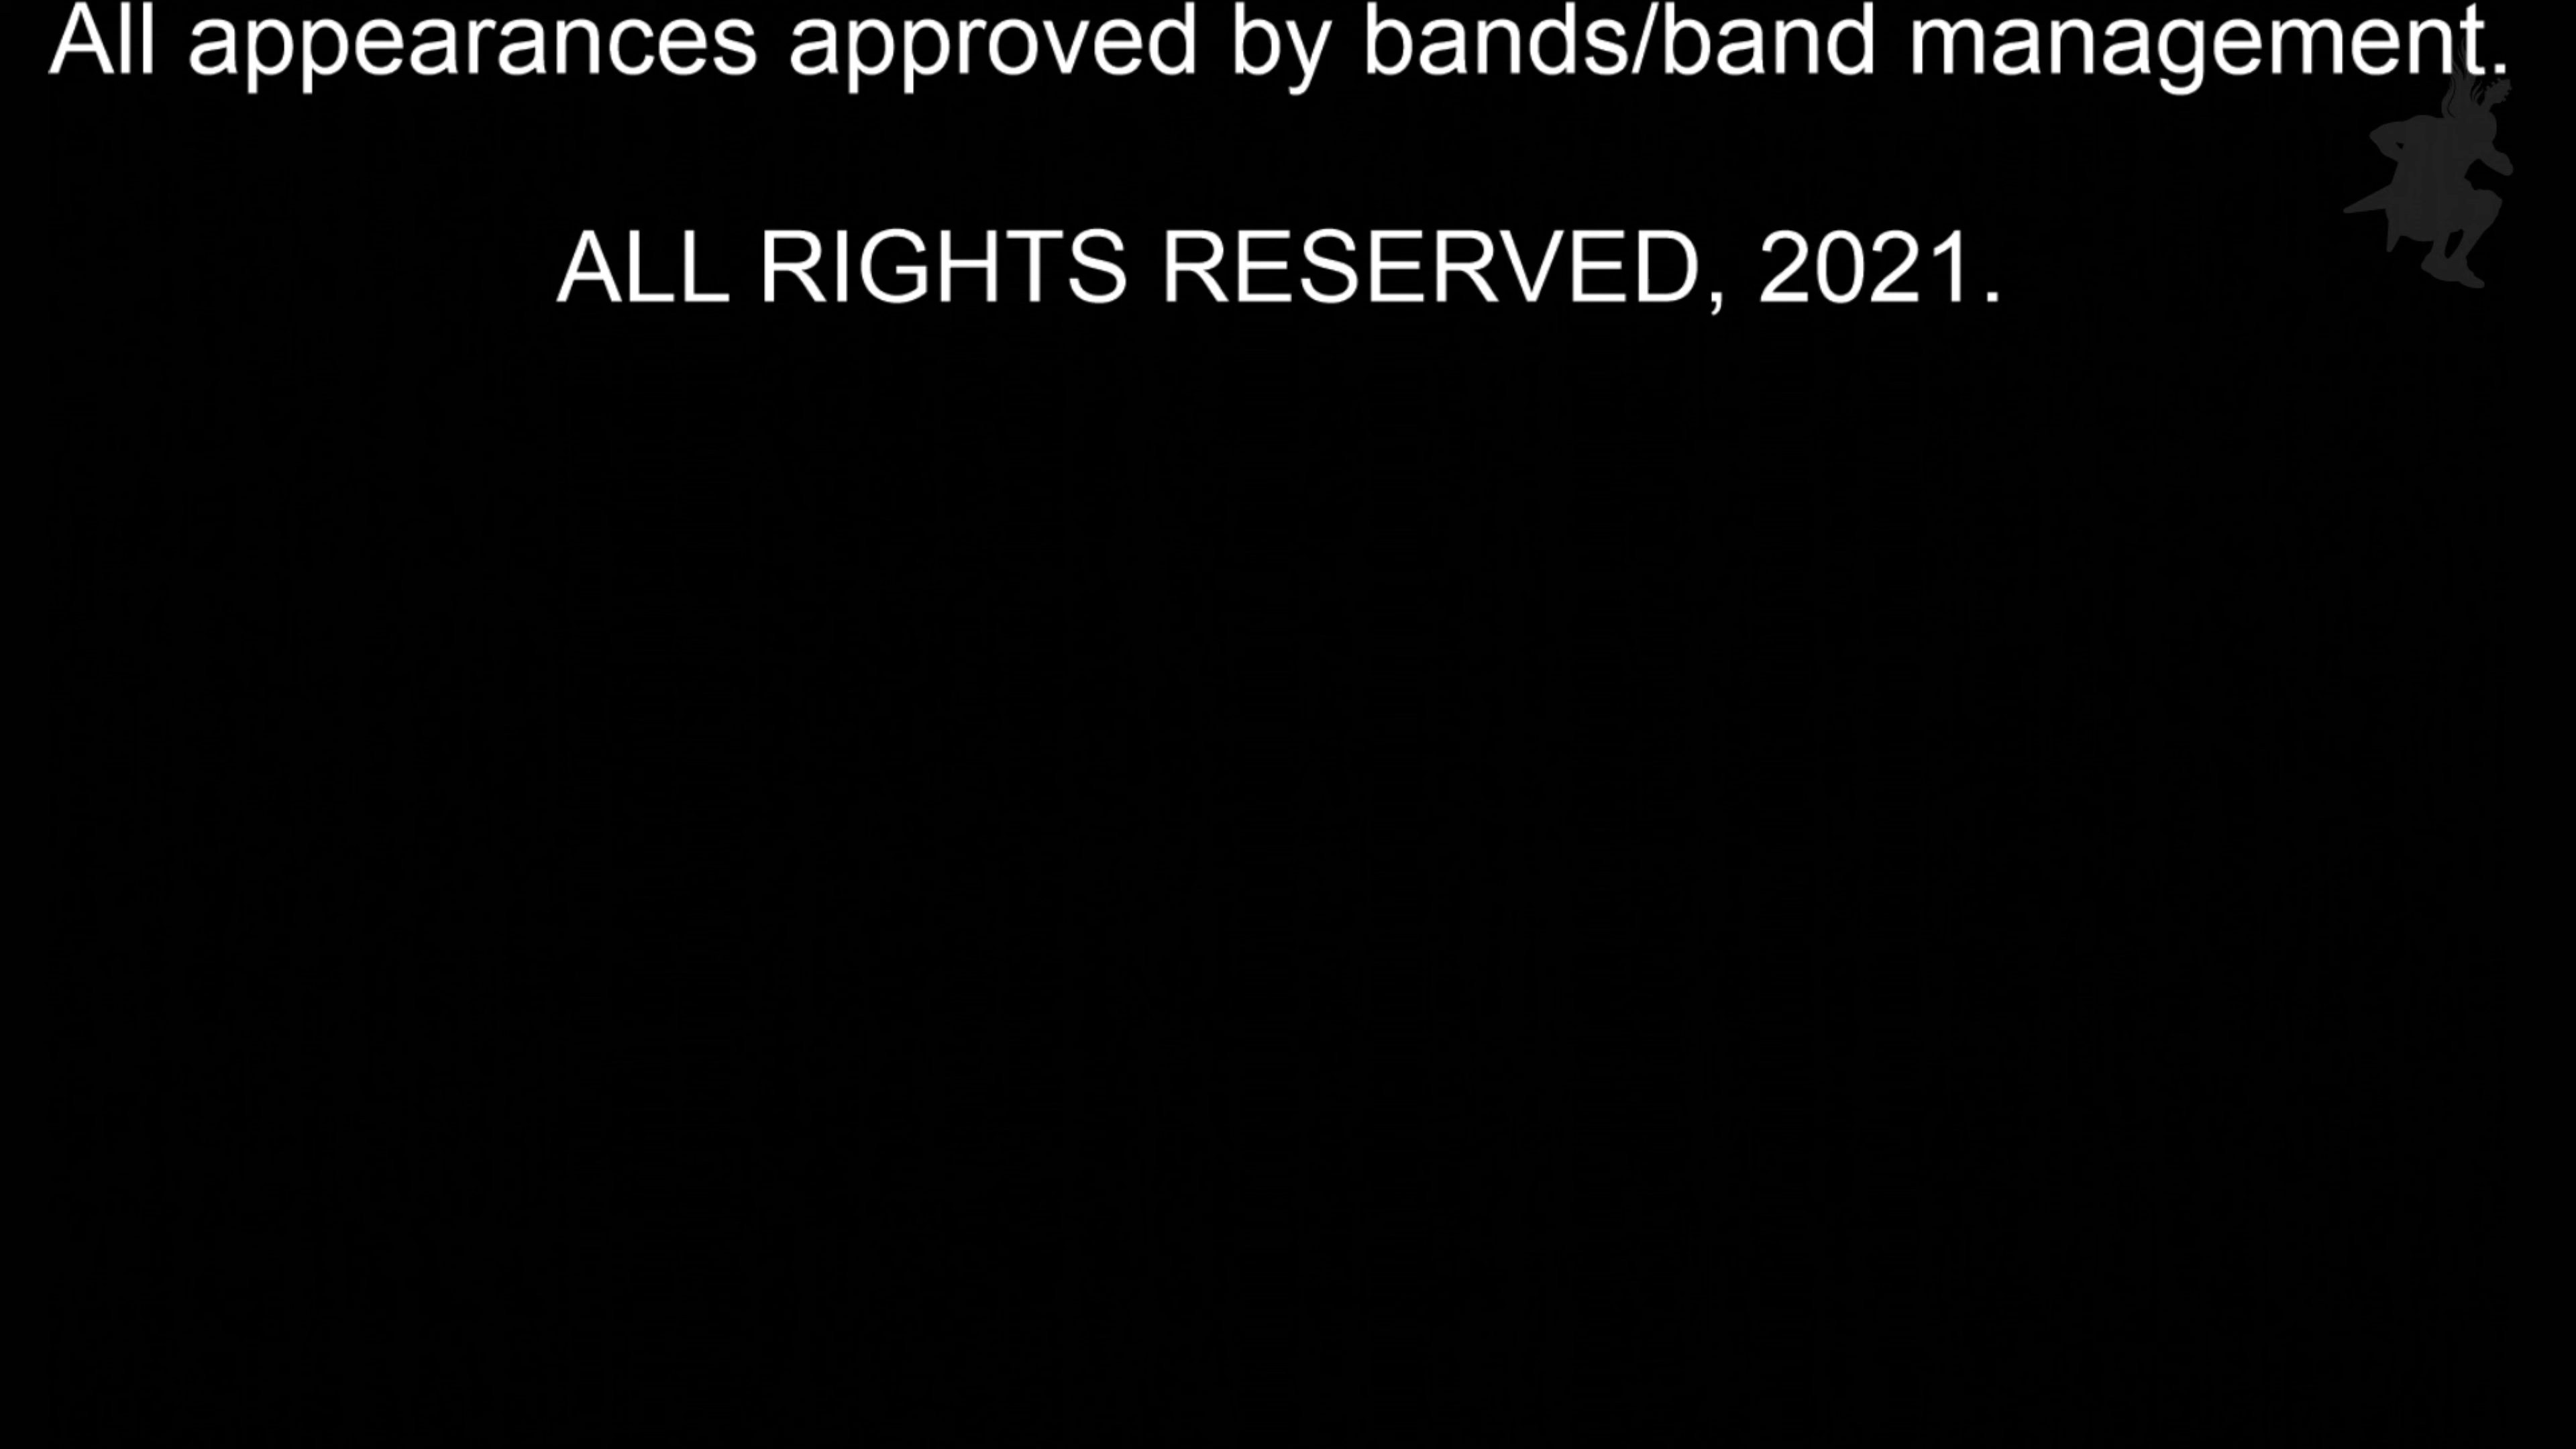 All appearances approved by bands/band management.
ALL RIGHTS RESERVED, 2021.